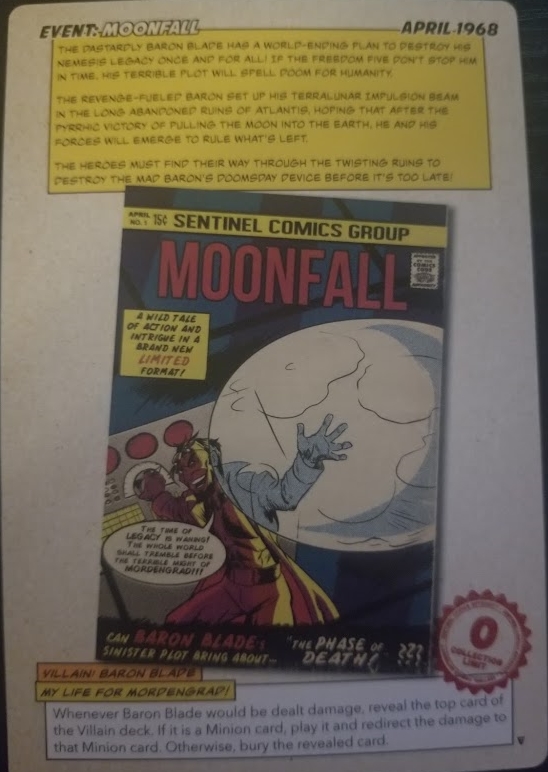 EVENT: MOONFALL
APRIL 1968
THE DASTARDLY BARON BLADE HAS A WORLD-ENDING PLAN TO DESTROY HIS
NEMESIS LEGACY ONCE AND FOR ALL! IF THE FREEDOM FIVE DON'T STOP HIM
IN TIME, HIS TERRIBLE PLOT WILL SPELL DOOM FOR HUMANITY.
THE REVENGE-FUELED BARON SET UP HIS TERRALUNAR IMPULSION BEAM
IN THE LONG ABANDONED RUINS OF ATLANTIS, HOPING THAT AFTER THE
PYRRHIC VICTORY OF PULLING THE MOON INTO THE EARTH, HE AND HIS
FORCES WILL EMERGE TO RULE WHAT'S LEFT.
THE HEROES MUST FIND THEIR WAY THROUGH THE TWISTING RUINS TO
DESTROY THE MAD BARON'S DOOMSDAY DEVICE BEFORE IT'S TOO LATE!
APRIL
NO. 1
15¢
SENTINEL COMICS GROUP
MOONFALL
APPROVED
BY THE
COMICS
CODE
AUTHORITY
A WILD TALE
OF ACTION AND
INTRIGUE IN A
BRAND NEW
LIMITED
FORMAT!
THE TIME OF
LEGACY IS WANING!
THE WHOLE WORLD
SHALL TREMBLE BEFORE
THE TERRIBLE MIGHT OF
MORDENGRAD!!!
CAN BARON BLADE'S
SINISTER PLOT BRING ABOUT—
"THE PHASE OF
DEATH?
???
0
COLLECTION
LIMIT
VILLAIN: BARON BLADE
MY LIFE FOR MORDENGRAD!
Whenever Baron Blade would be dealt damage, reveal the top card of
the Villain deck. If it is a Minion card, play it and redirect the damage to
that Minion card. Otherwise, bury the revealed card.